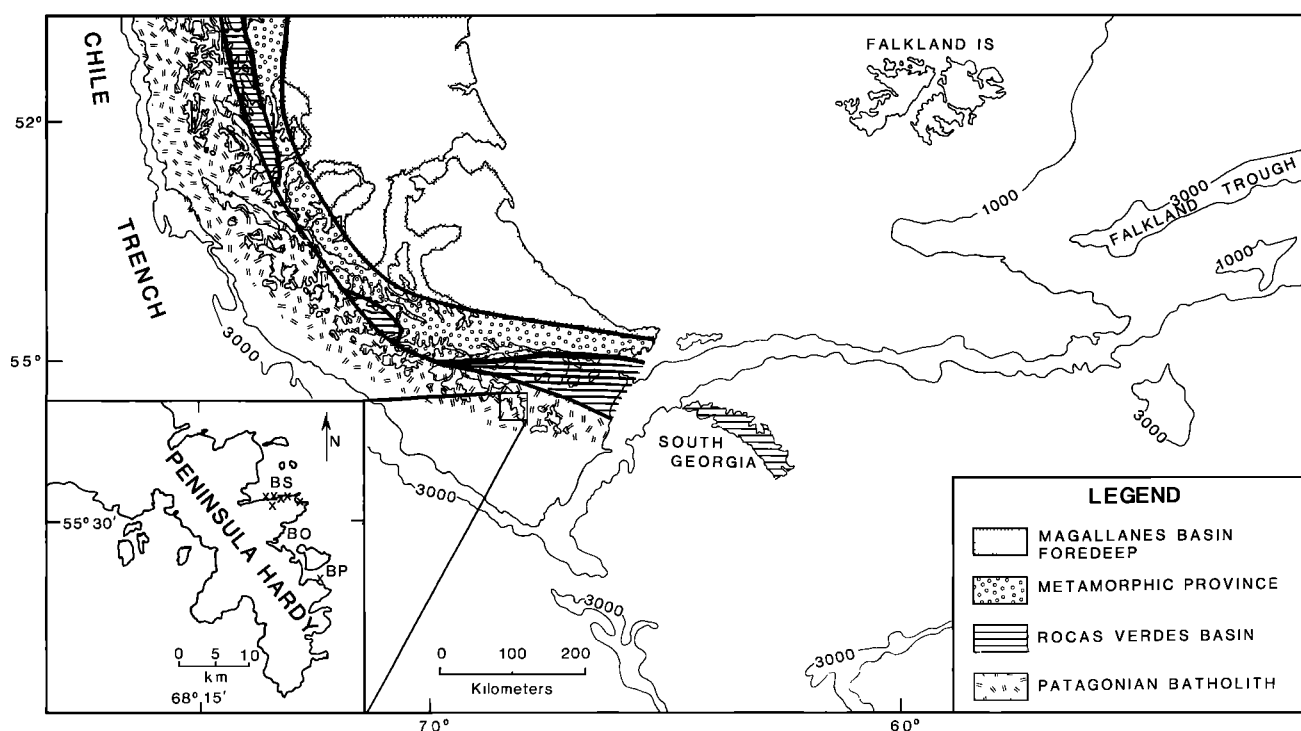 CHILE
TRENCH
FALKLAND IS
52°
55°
1000
3000
FALKLAND TROUGH
1000
3000
3000
SOUTH
GEORGIA
3000
3000
3000
N
PENINSULA HARDY
BS
BO
BP
55° 30'
0 5 10
km
68° 15'
0 100 200
Kilometers
70°
60°
LEGEND
MAGALLANES BASIN
FOREDEEP
METAMORPHIC PROVINCE
ROCAS VERDES BASIN
PATAGONIAN BATHOLITH